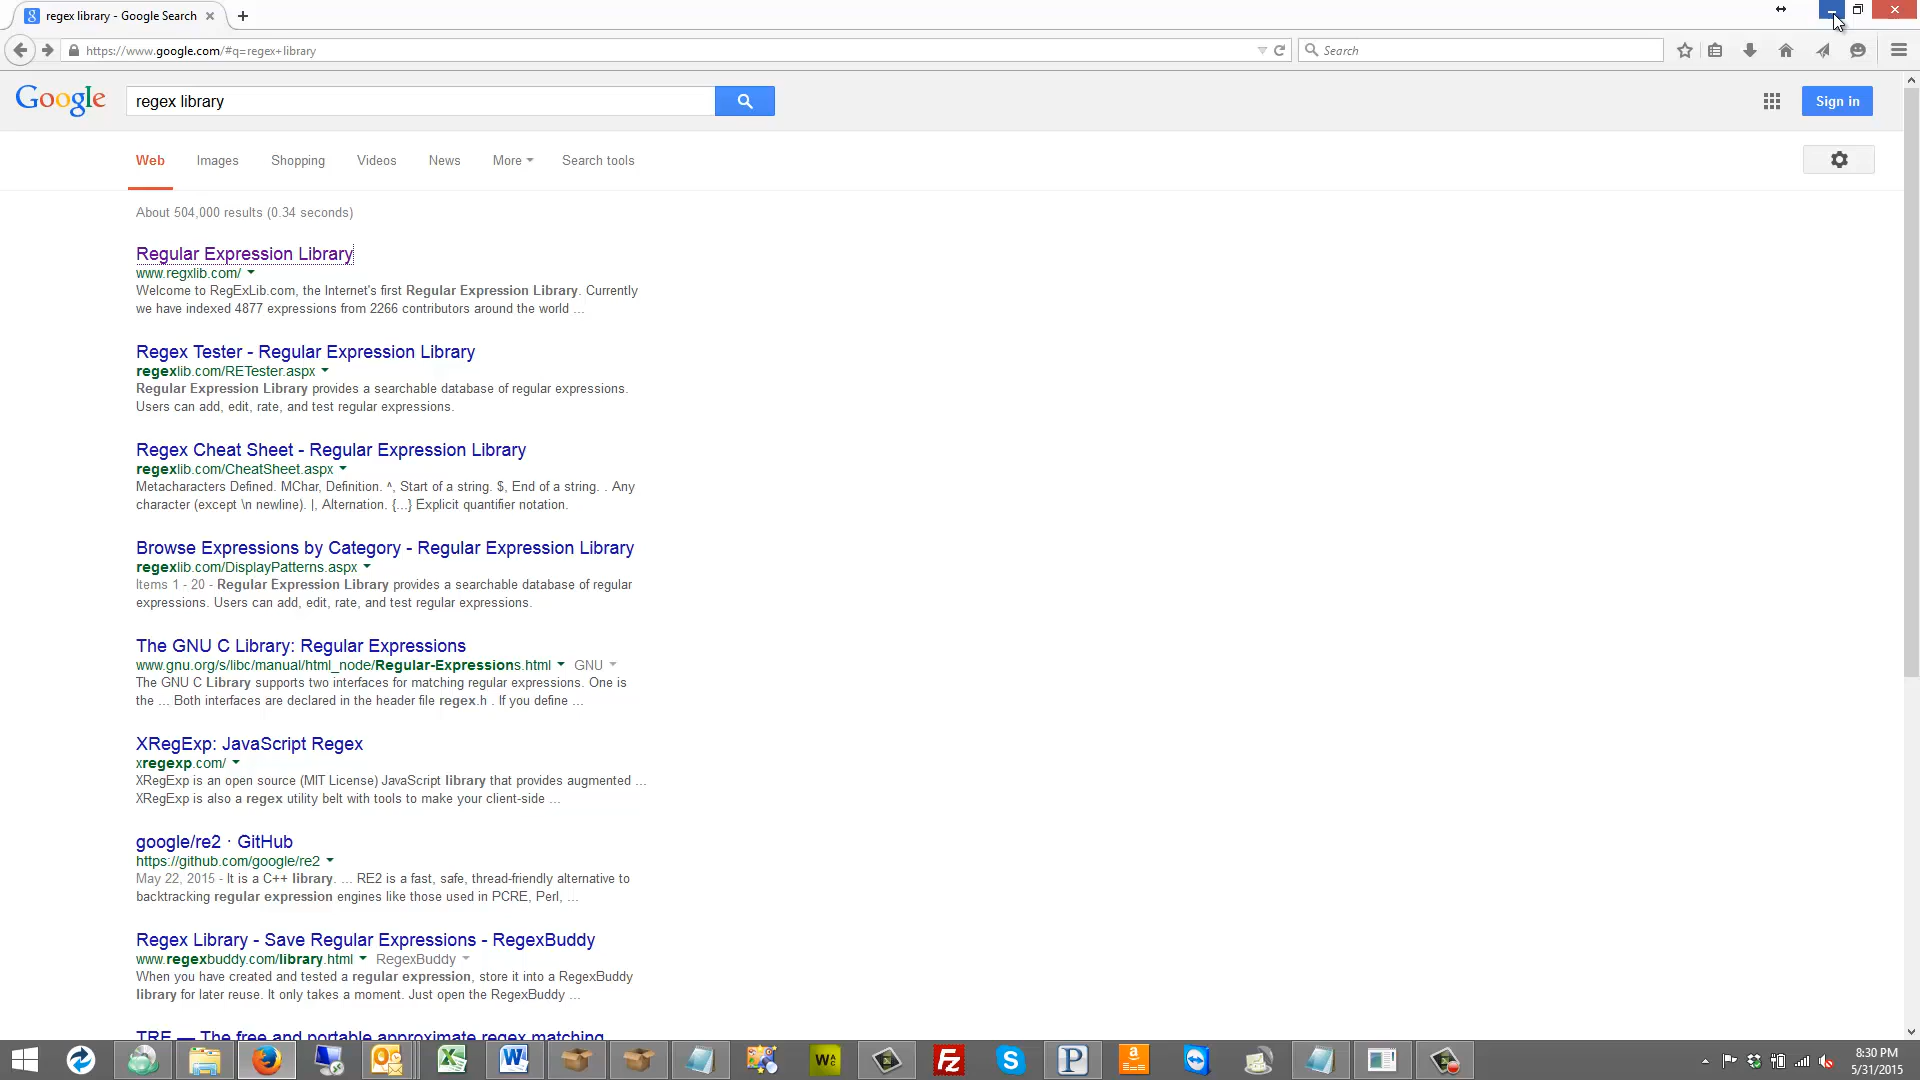 regex library - Google Search
https://www.google.com/#q=regex+library
Search
Google
regex library
Sign in
Web Images Shopping Videos News More Search tools
About 504,000 results (0.34 seconds)
Regular Expression Library
www.regxlib.com/
Welcome to RegExLib.com, the Internet's first Regular Expression Library. Currently
we have indexed 4877 expressions from 2266 contributors around the world ...
Regex Tester - Regular Expression Library
regexlib.com/RETester.aspx
Regular Expression Library provides a searchable database of regular expressions.
Users can add, edit, rate, and test regular expressions.
Regex Cheat Sheet - Regular Expression Library
regexlib.com/CheatSheet.aspx
Metacharacters Defined. MChar, Definition. ^, Start of a string. $, End of a string. . Any
character (except \n newline). |, Alternation. {...} Explicit quantifier notation.
Browse Expressions by Category - Regular Expression Library
regexlib.com/DisplayPatterns.aspx
Items 1 - 20 - Regular Expression Library provides a searchable database of regular
expressions. Users can add, edit, rate, and test regular expressions.
The GNU C Library: Regular Expressions
www.gnu.org/s/libc/manual/html_node/Regular-Expressions.html GNU
The GNU C Library supports two interfaces for matching regular expressions. One is
the ... Both interfaces are declared in the header file regex.h . If you define ...
XRegExp: JavaScript Regex
xregexp.com/
XRegExp is an open source (MIT License) JavaScript library that provides augmented ...
XRegExp is also a regex utility belt with tools to make your client-side ...
google/re2 · GitHub
https://github.com/google/re2
May 22, 2015 - It is a C++ library. ... RE2 is a fast, safe, thread-friendly alternative to
backtracking regular expression engines like those used in PCRE, Perl, ...
Regex Library - Save Regular Expressions - RegexBuddy
www.regexbuddy.com/library.html RegexBuddy
When you have created and tested a regular expression, store it into a RegexBuddy
library for later reuse. It only takes a moment. Just open the RegexBuddy ...
TRE — The free and portable approximate regex matching
8:30 PM
5/31/2015